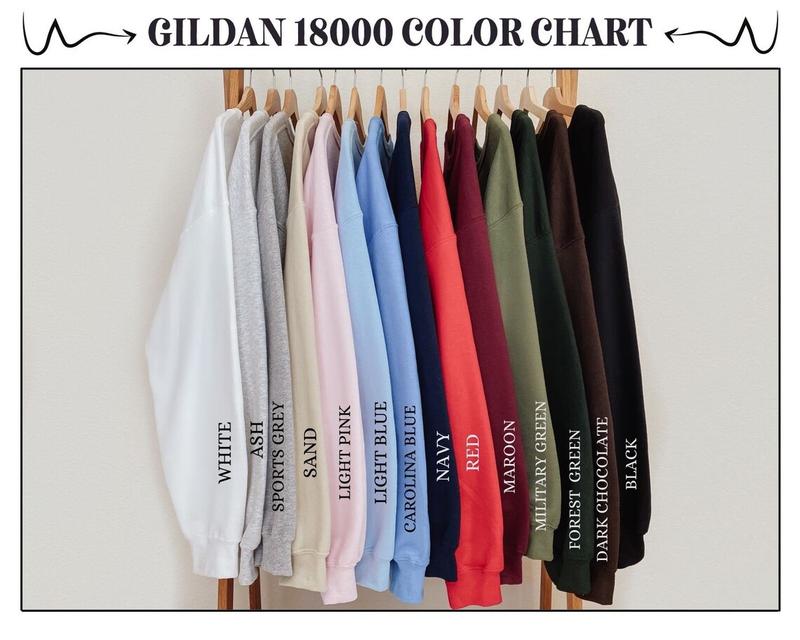 GILDAN 18000 COLOR CHART
WHITE
ASH
SPORTS GREY
SAND
LIGHT PINK
LIGHT BLUE
CAROLINA BLUE
NAVY
RED
MAROON
MILITARY GREEN
FOREST GREEN
DARK CHOCOLATE
BLACK